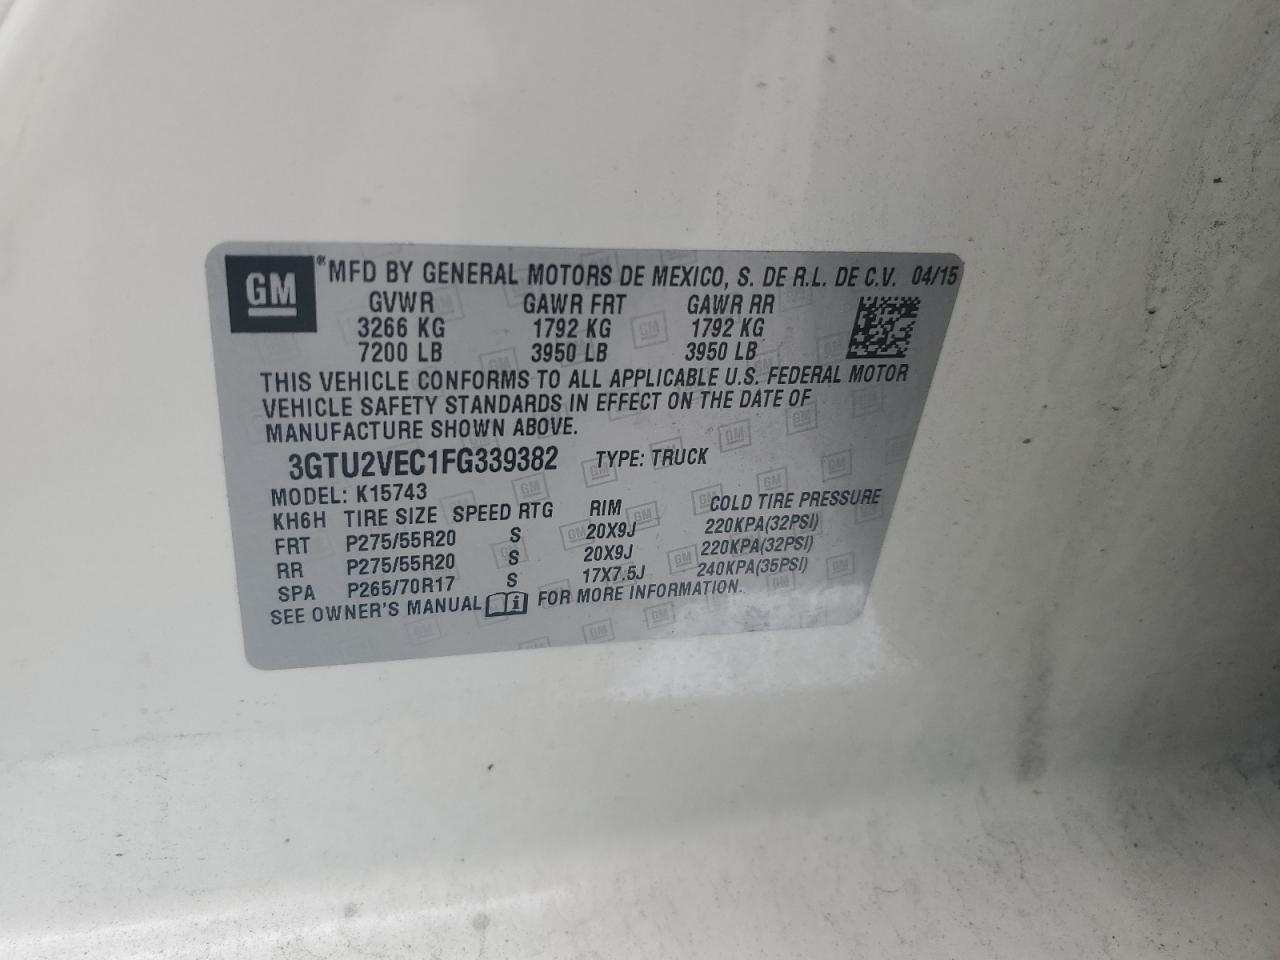 GM ®MFD BY GENERAL MOTORS DE MEXICO, S. DE R.L. DE C.V. 04/15
GVWR GAWR FRT GAWR RR
3266 KG 1792 KG 1792 KG
7200 LB 3950 LB 3950 LB
THIS VEHICLE CONFORMS TO ALL APPLICABLE U.S. FEDERAL MOTOR
VEHICLE SAFETY STANDARDS IN EFFECT ON THE DATE OF
MANUFACTURE SHOWN ABOVE.
3GTU2VEC1FG339382 TYPE: TRUCK
MODEL: K15743
KH6H TIRE SIZE SPEED RTG RIM COLD TIRE PRESSURE
FRT P275/55R20 S 20X9J 220KPA(32PSI)
RR P275/55R20 S 20X9J 220KPA(32PSI)
SPA P265/70R17 S 17X7.5J 240KPA(35PSI)
SEE OWNER'S MANUAL FOR MORE INFORMATION.